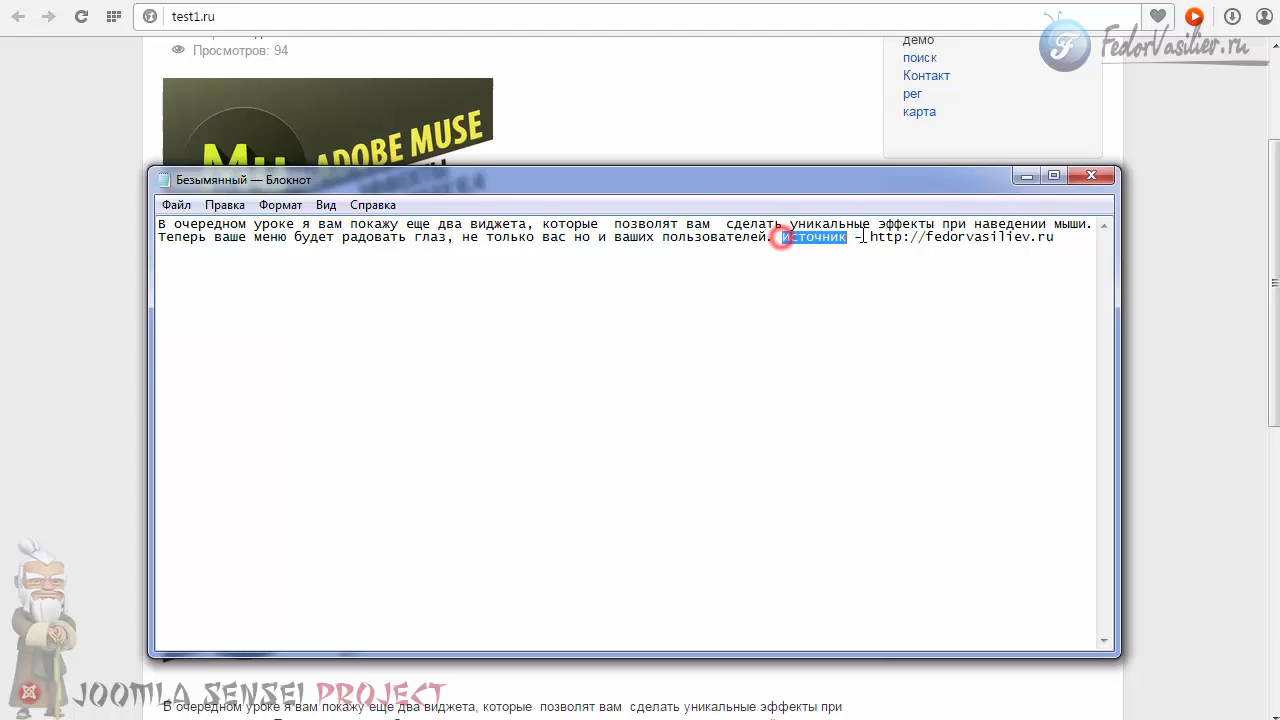 test1.ru
FedorVasiliev.ru
Просмотров: 94
демо
поиск
Контакт
рег
карта
Mu
ADOBE MUSE
Безымянный — Блокнот
Файл Правка Формат Вид Справка
В очередном уроке я вам покажу еще два виджета, которые позволят вам сделать уникальные эффекты при наведении мыши.
Теперь ваше меню будет радовать глаз, не только вас но и ваших пользователей. источник - http://fedorvasiliev.ru
JOOMLA SENSEI PROJECT
В очередном уроке я вам покажу еще два виджета, которые позволят вам сделать уникальные эффекты при